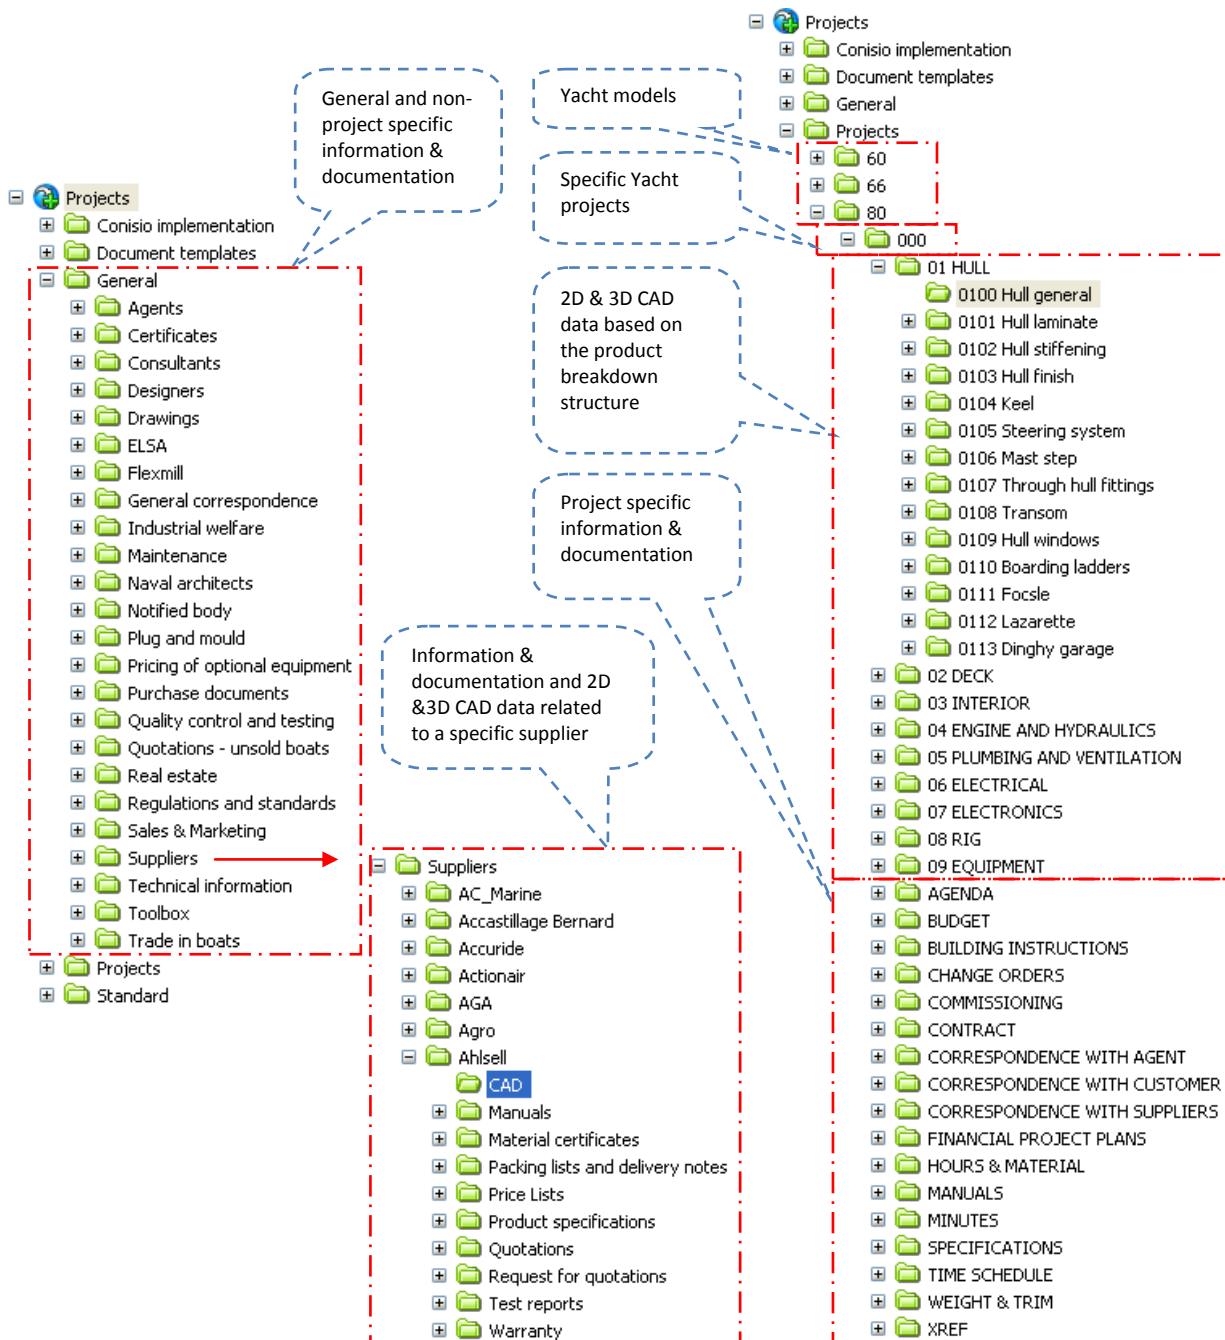 Projects
Conisio implementation
Document templates
General
Agents
Certificates
Consultants
Designers
Drawings
ELSA
Flexmill
General correspondence
Industrial welfare
Maintenance
Naval architects
Notified body
Plug and mould
Pricing of optional equipment
Purchase documents
Quality control and testing
Quotations - unsold boats
Real estate
Regulations and standards
Sales & Marketing
Suppliers
Technical information
Toolbox
Trade in boats
Projects
Standard
General and non-
project specific
information &
documentation
Yacht models
Specific Yacht
projects
2D & 3D CAD
data based on
the product
breakdown
structure
Project specific
information &
documentation
Information &
documentation and 2D
&3D CAD data related
to a specific supplier
Suppliers
AC_Marine
Accastillage Bernard
Accuride
Actionair
AGA
Agro
Ahlsell
CAD
Manuals
Material certificates
Packing lists and delivery notes
Price Lists
Product specifications
Quotations
Request for quotations
Test reports
Warranty
Projects
Conisio implementation
Document templates
General
Projects
60
66
80
000
01 HULL
0100 Hull general
0101 Hull laminate
0102 Hull stiffening
0103 Hull finish
0104 Keel
0105 Steering system
0106 Mast step
0107 Through hull fittings
0108 Transom
0109 Hull windows
0110 Boarding ladders
0111 Focsle
0112 Lazarette
0113 Dinghy garage
02 DECK
03 INTERIOR
04 ENGINE AND HYDRAULICS
05 PLUMBING AND VENTILATION
06 ELECTRICAL
07 ELECTRONICS
08 RIG
09 EQUIPMENT
AGENDA
BUDGET
BUILDING INSTRUCTIONS
CHANGE ORDERS
COMMISSIONING
CONTRACT
CORRESPONDENCE WITH AGENT
CORRESPONDENCE WITH CUSTOMER
CORRESPONDENCE WITH SUPPLIERS
FINANCIAL PROJECT PLANS
HOURS & MATERIAL
MANUALS
MINUTES
SPECIFICATIONS
TIME SCHEDULE
WEIGHT & TRIM
XREF